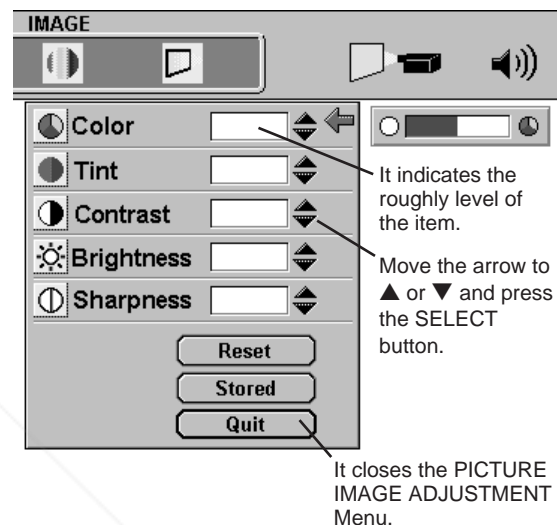 IMAGE
Color
Tint
Contrast
Brightness
Sharpness
Reset
Stored
Quit
It indicates the
roughly level of
the item.
Move the arrow to
▲ or ▼ and press
the SELECT
button.
It closes the PICTURE
IMAGE ADJUSTMENT
Menu.